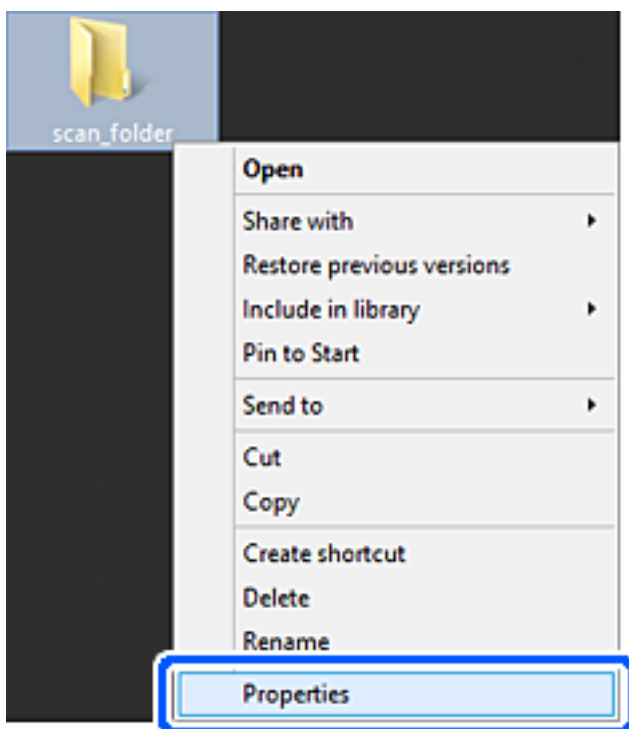 scan_folder
Open
Share with
Restore previous versions
Include in library
Pin to Start
Send to
Cut
Copy
Create shortcut
Delete
Rename
Properties